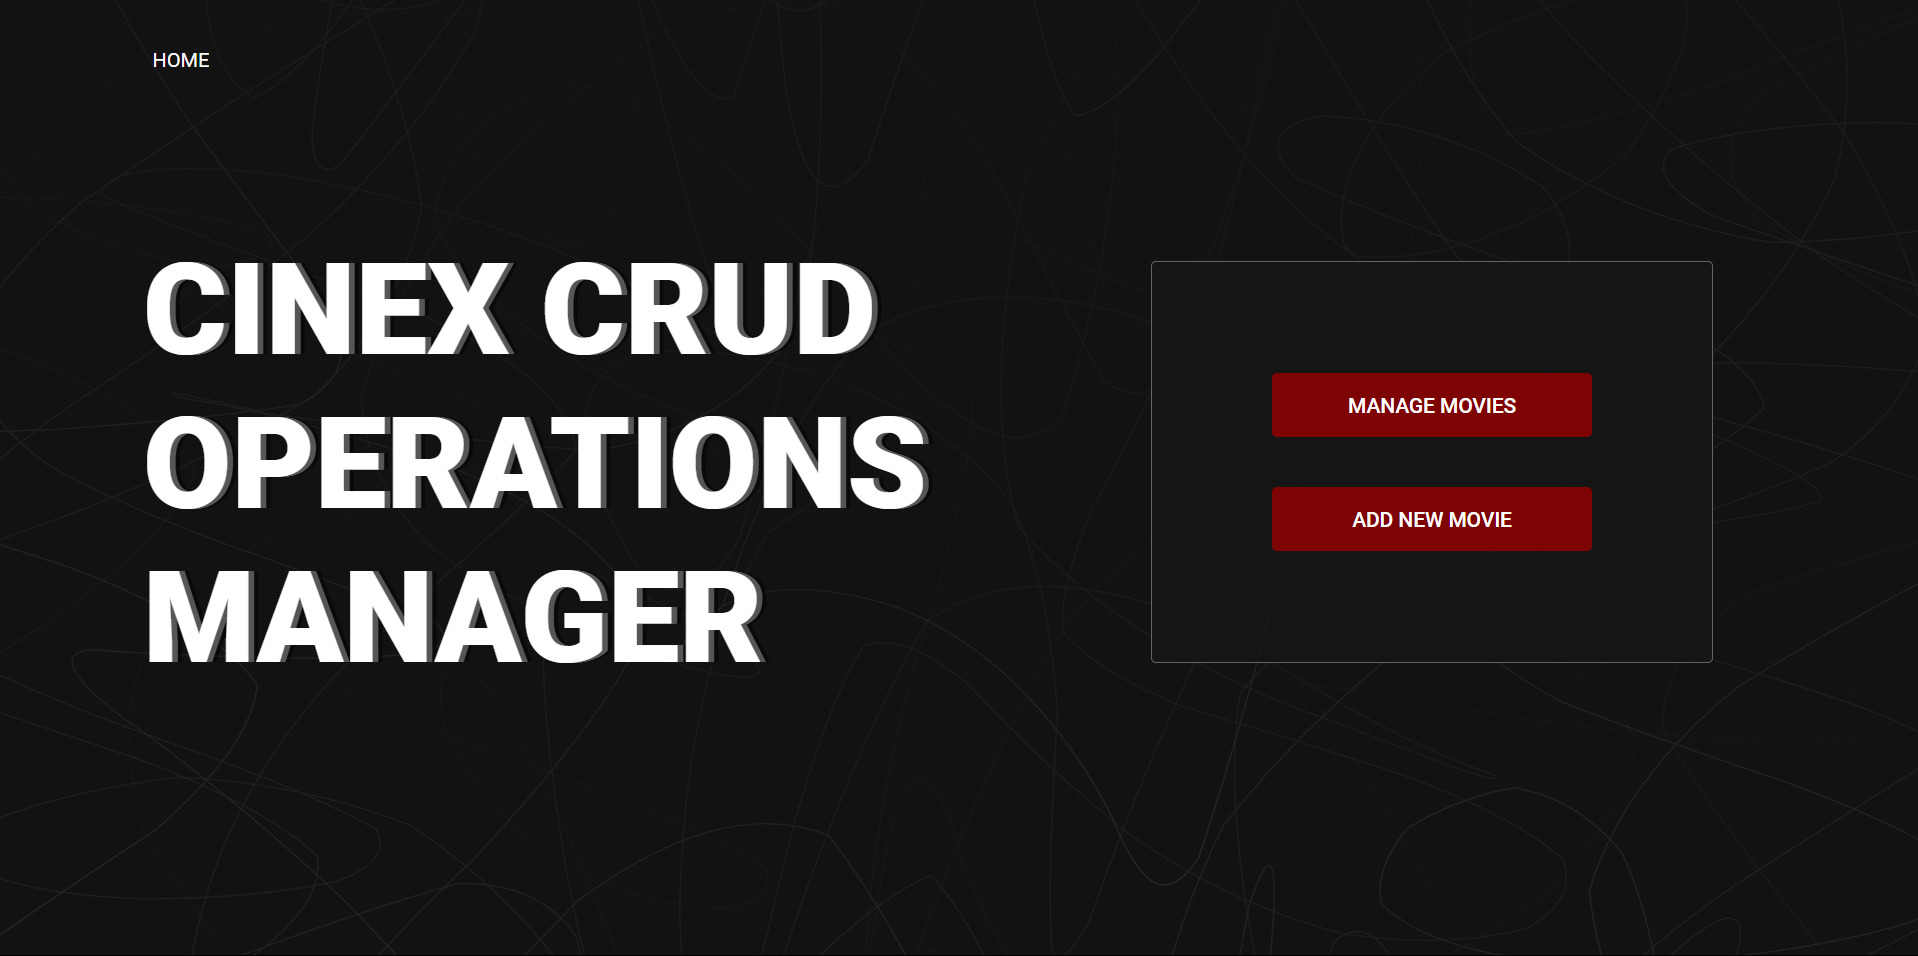 HOME
CINEX CRUD
OPERATIONS
MANAGER
MANAGE MOVIES
ADD NEW MOVIE